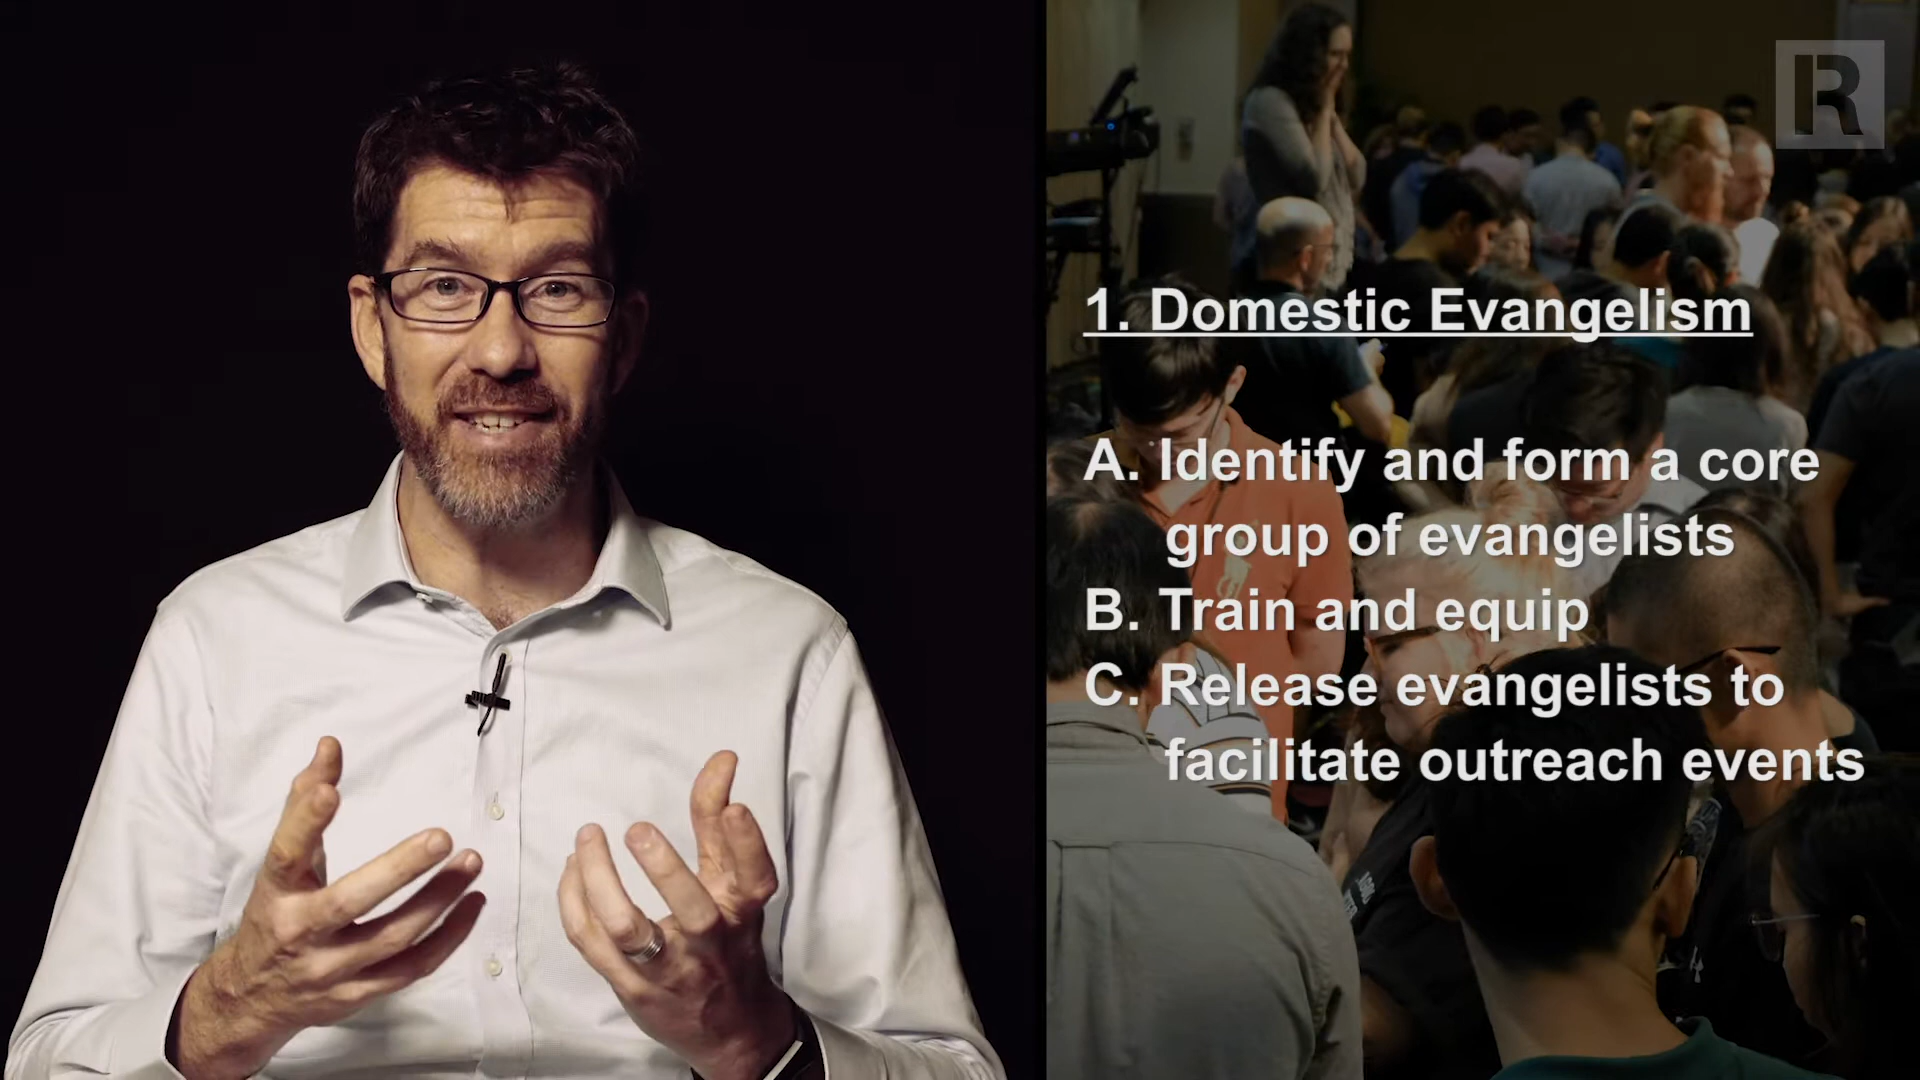 R
1. Domestic Evangelism
A. Identify and form a core
group of evangelists
B. Train and equip
C. Release evangelists to
facilitate outreach events